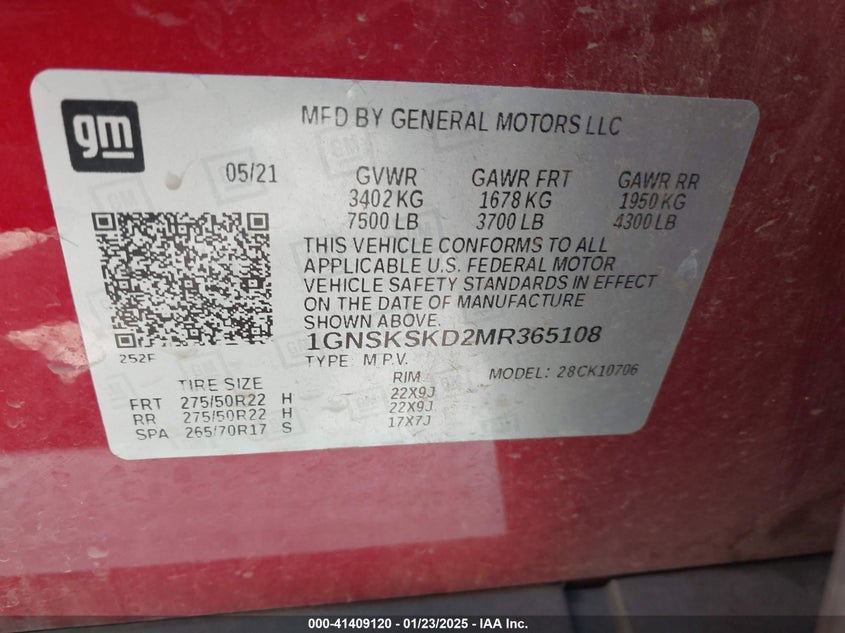 gm
MFD BY GENERAL MOTORS LLC
05/21 GVWR GAWR FRT GAWR RR
3402 KG 1678 KG 1950 KG
7500 LB 3700 LB 4300 LB
THIS VEHICLE CONFORMS TO ALL
APPLICABLE U.S. FEDERAL MOTOR
VEHICLE SAFETY STANDARDS IN EFFECT
ON THE DATE OF MANUFACTURE
SHOWN ABOVE.
1GNSKSKD2MR365108
252F
TYPE: M.P.V. MODEL: 28CK10706
TIRE SIZE RIM
FRT 275/50R22 H 22X9J
RR 275/50R22 H 22X9J
SPA 265/70R17 S 17X7J
000-41409120 - 01/23/2025 - IAA Inc.